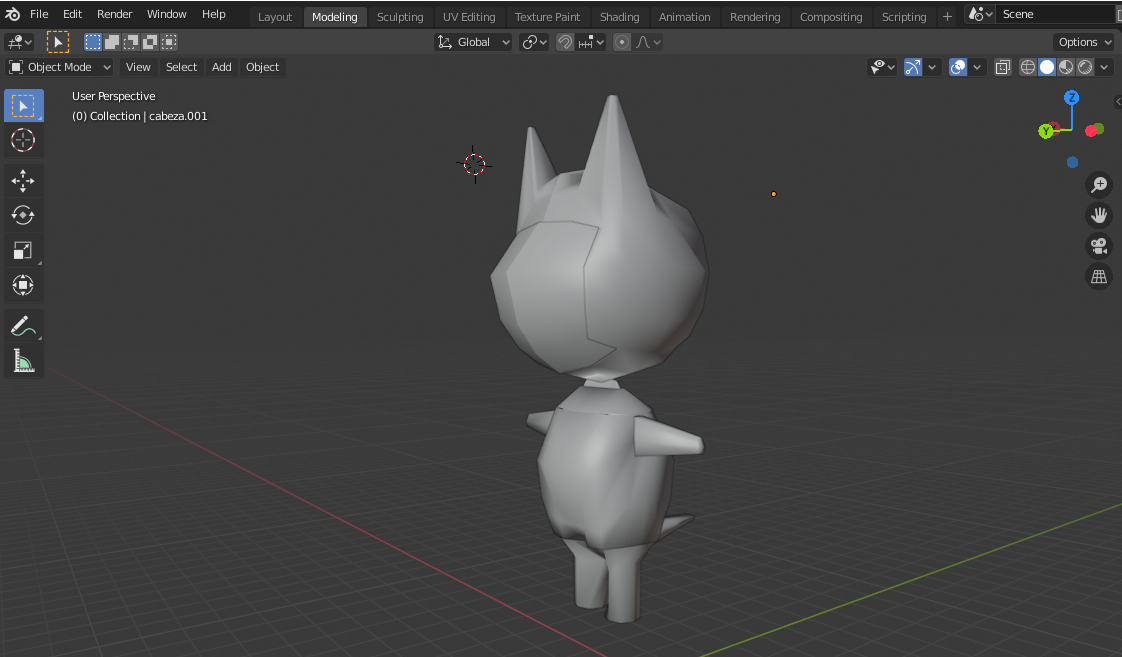 File Edit Render Window Help Layout Modeling Sculpting UV Editing Texture Paint Shading Animation Rendering Compositing Scripting + Scene
Global Options
Object Mode View Select Add Object
User Perspective
(0) Collection | cabeza.001
Z
Y